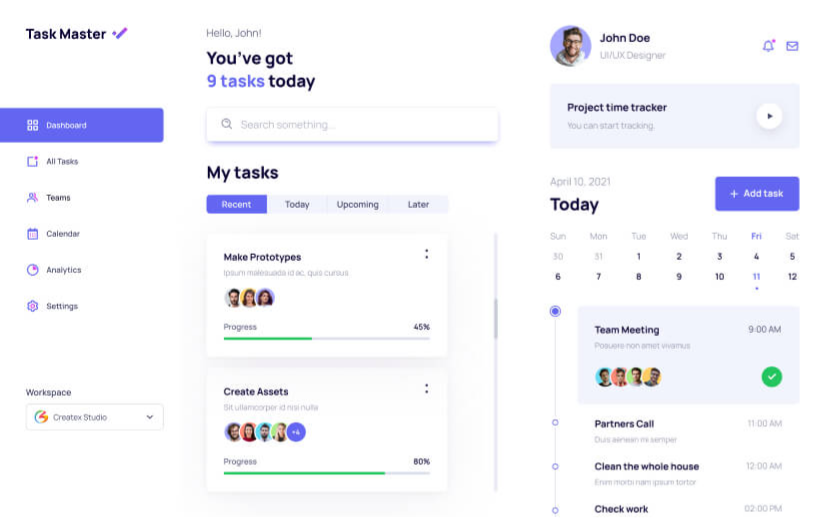 Task Master
Dashboard
All Tasks
Teams
Calendar
Analytics
Settings
Workspace
Createx Studio
Hello, John!
You've got
9 tasks today
Search something...
My tasks
Recent Today Upcoming Later
Make Prototypes
Ipsum malesuada id ac, quis cursus
Progress 45%
Create Assets
Sit ullamcorper id nisi nulla
+4
Progress 80%
John Doe
UI/UX Designer
Project time tracker
You can start tracking.
April 10, 2021
Today
+ Add task
Sun Mon Tue Wed Thu Fri Sat
30 31 1 2 3 4 5
6 7 8 9 10 11 12
Team Meeting 9:00 AM
Posuere non amet vivamus
Partners Call 11:00 AM
Duis aenean mi semper
Clean the whole house 12:00 AM
Enim morbi nam ipsum tortor
Check work 02:00 PM